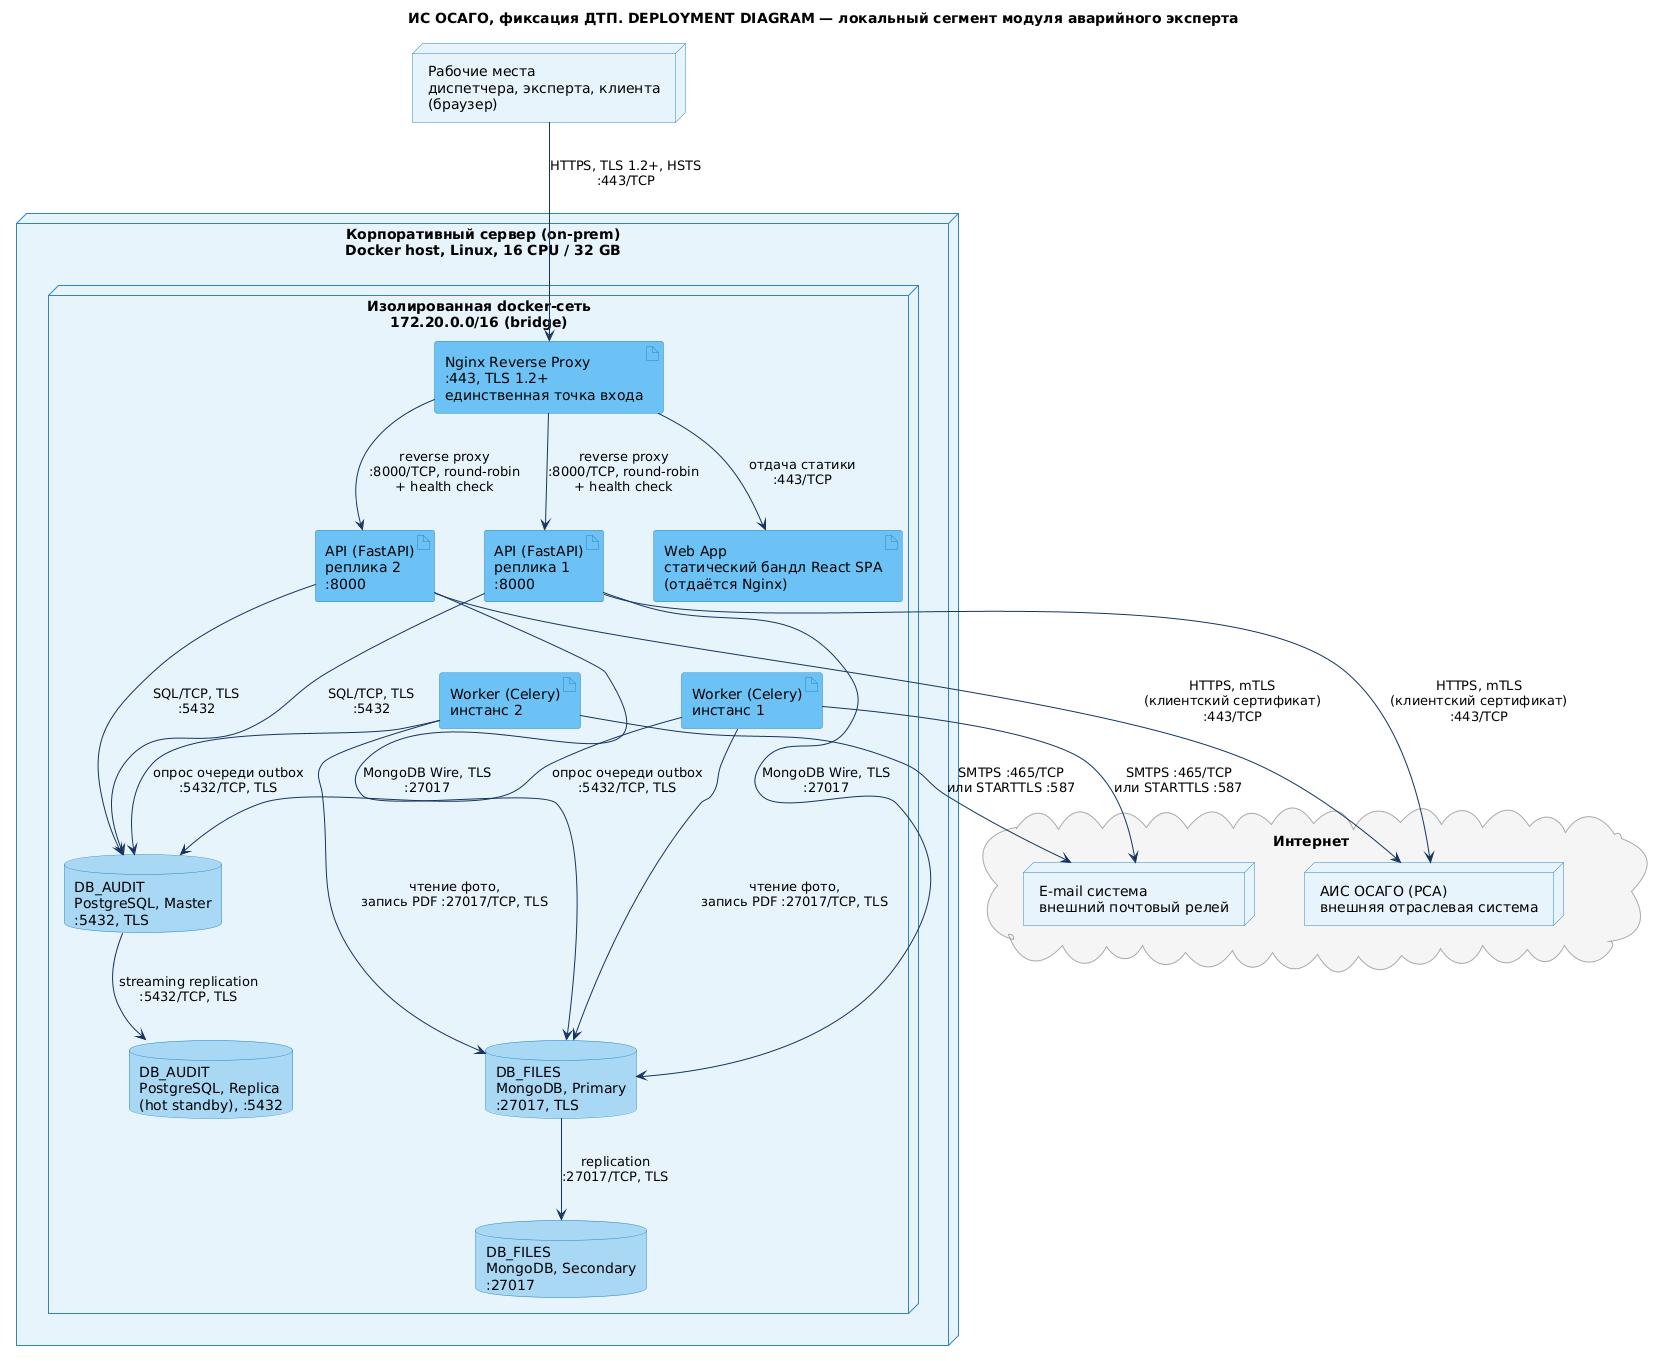 ИС ОСАГО, фиксация ДТП. DEPLOYMENT DIAGRAM — локальный сегмент модуля аварийного эксперта
Рабочие места
диспетчера, эксперта, клиента
(браузер)
HTTPS, TLS 1.2+, HSTS
:443/TCP
Корпоративный сервер (on-prem)
Docker host, Linux, 16 CPU / 32 GB
Изолированная docker-сеть
172.20.0.0/16 (bridge)
Nginx Reverse Proxy
:443, TLS 1.2+
единственная точка входа
reverse proxy
:8000/TCP, round-robin
+ health check
reverse proxy
:8000/TCP, round-robin
+ health check
отдача статики
:443/TCP
API (FastAPI)
реплика 2
:8000
API (FastAPI)
реплика 1
:8000
Web App
статический бандл React SPA
(отдаётся Nginx)
SQL/TCP, TLS
:5432
SQL/TCP, TLS
:5432
Worker (Celery)
инстанс 2
Worker (Celery)
инстанс 1
HTTPS, mTLS
(клиентский сертификат)
:443/TCP
HTTPS, mTLS
(клиентский сертификат)
:443/TCP
опрос очереди outbox
:5432/TCP, TLS
MongoDB Wire, TLS
:27017
опрос очереди outbox
:5432/TCP, TLS
MongoDB Wire, TLS
:27017
SMTPS :465/TCP
или STARTTLS :587
SMTPS :465/TCP
или STARTTLS :587
Интернет
E-mail система
внешний почтовый релей
АИС ОСАГО (РСА)
внешняя отраслевая система
DB_AUDIT
PostgreSQL, Master
:5432, TLS
чтение фото,
запись PDF :27017/TCP, TLS
чтение фото,
запись PDF :27017/TCP, TLS
streaming replication
:5432/TCP, TLS
DB_AUDIT
PostgreSQL, Replica
(hot standby), :5432
DB_FILES
MongoDB, Primary
:27017, TLS
replication
:27017/TCP, TLS
DB_FILES
MongoDB, Secondary
:27017